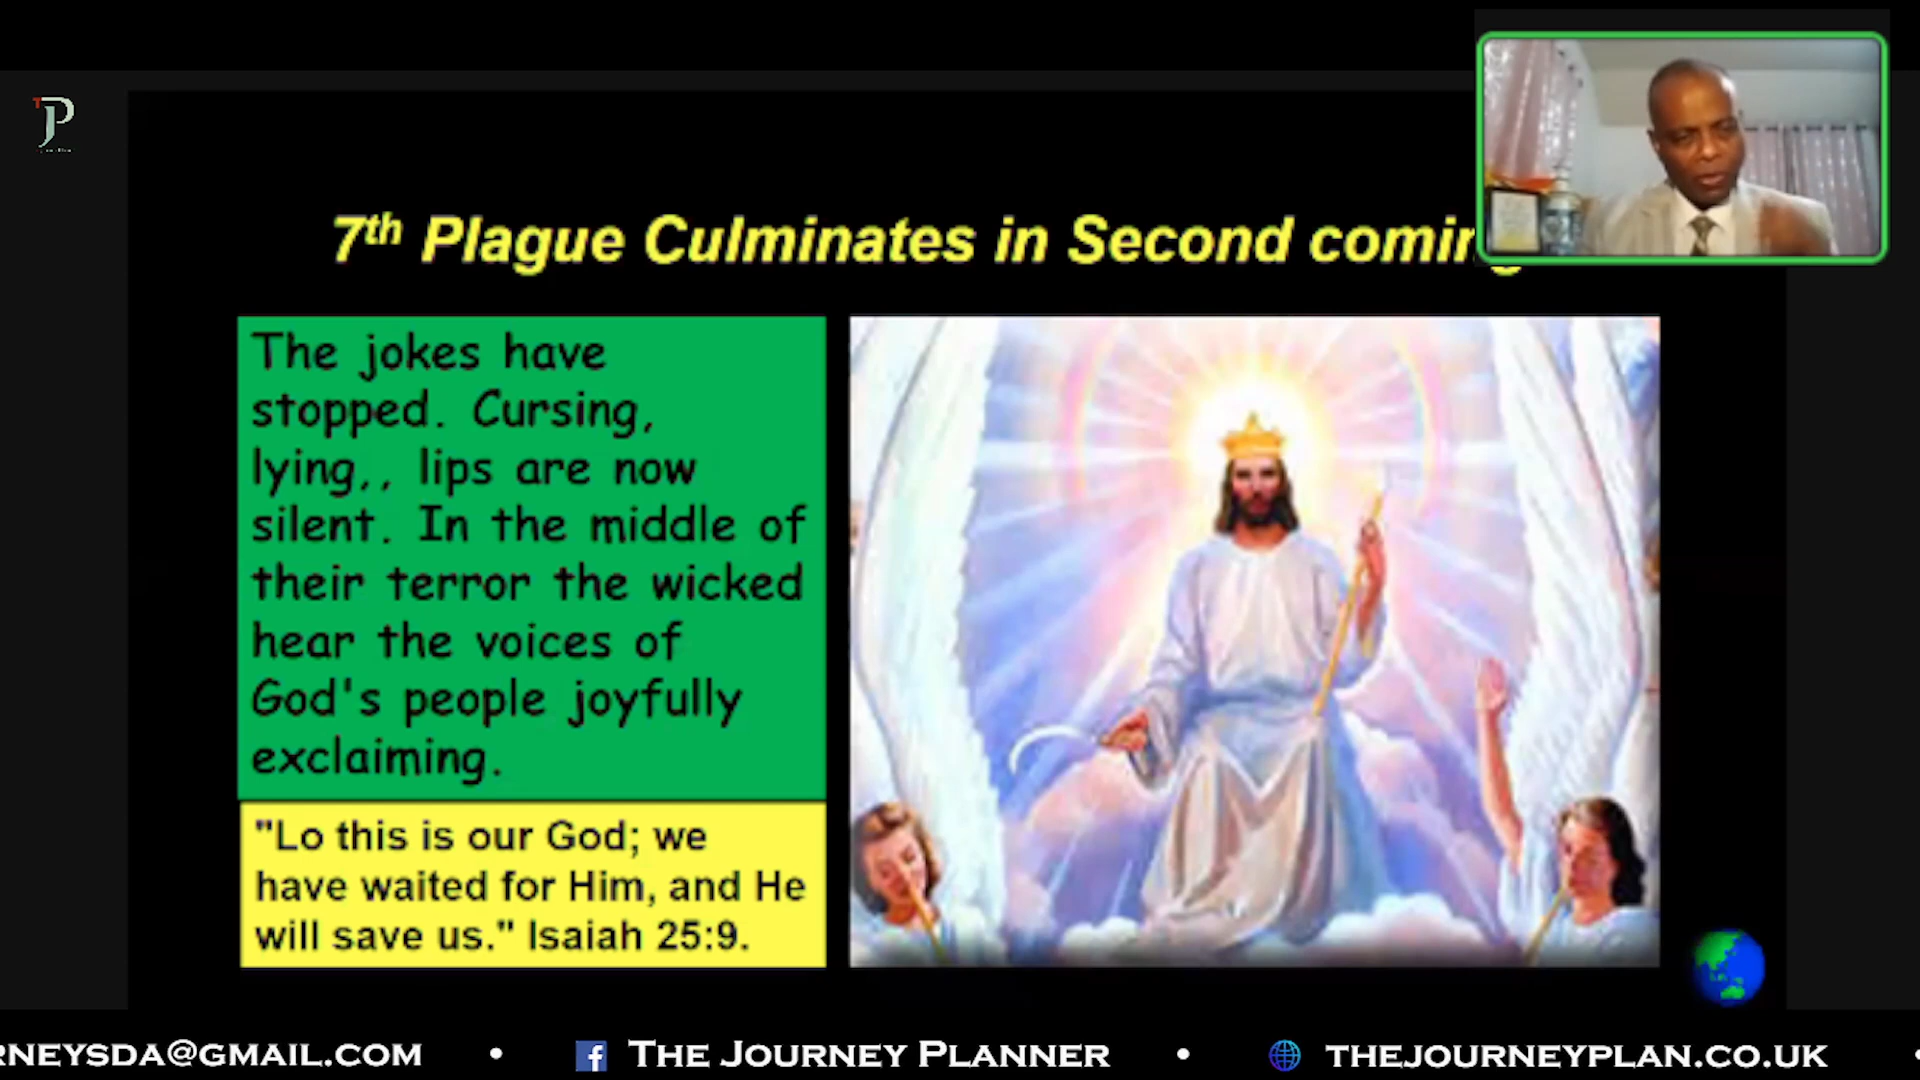 7th Plague Culminates in Second coming
The jokes have
stopped. Cursing,
lying,, lips are now
silent. In the middle of
their terror the wicked
hear the voices of
God's people joyfully
exclaiming.
"Lo this is our God; we
have waited for Him, and He
will save us." Isaiah 25:9.
RNEYSDA@GMAIL.COM • THE JOURNEY PLANNER • THEJOURNEYPLAN.CO.UK